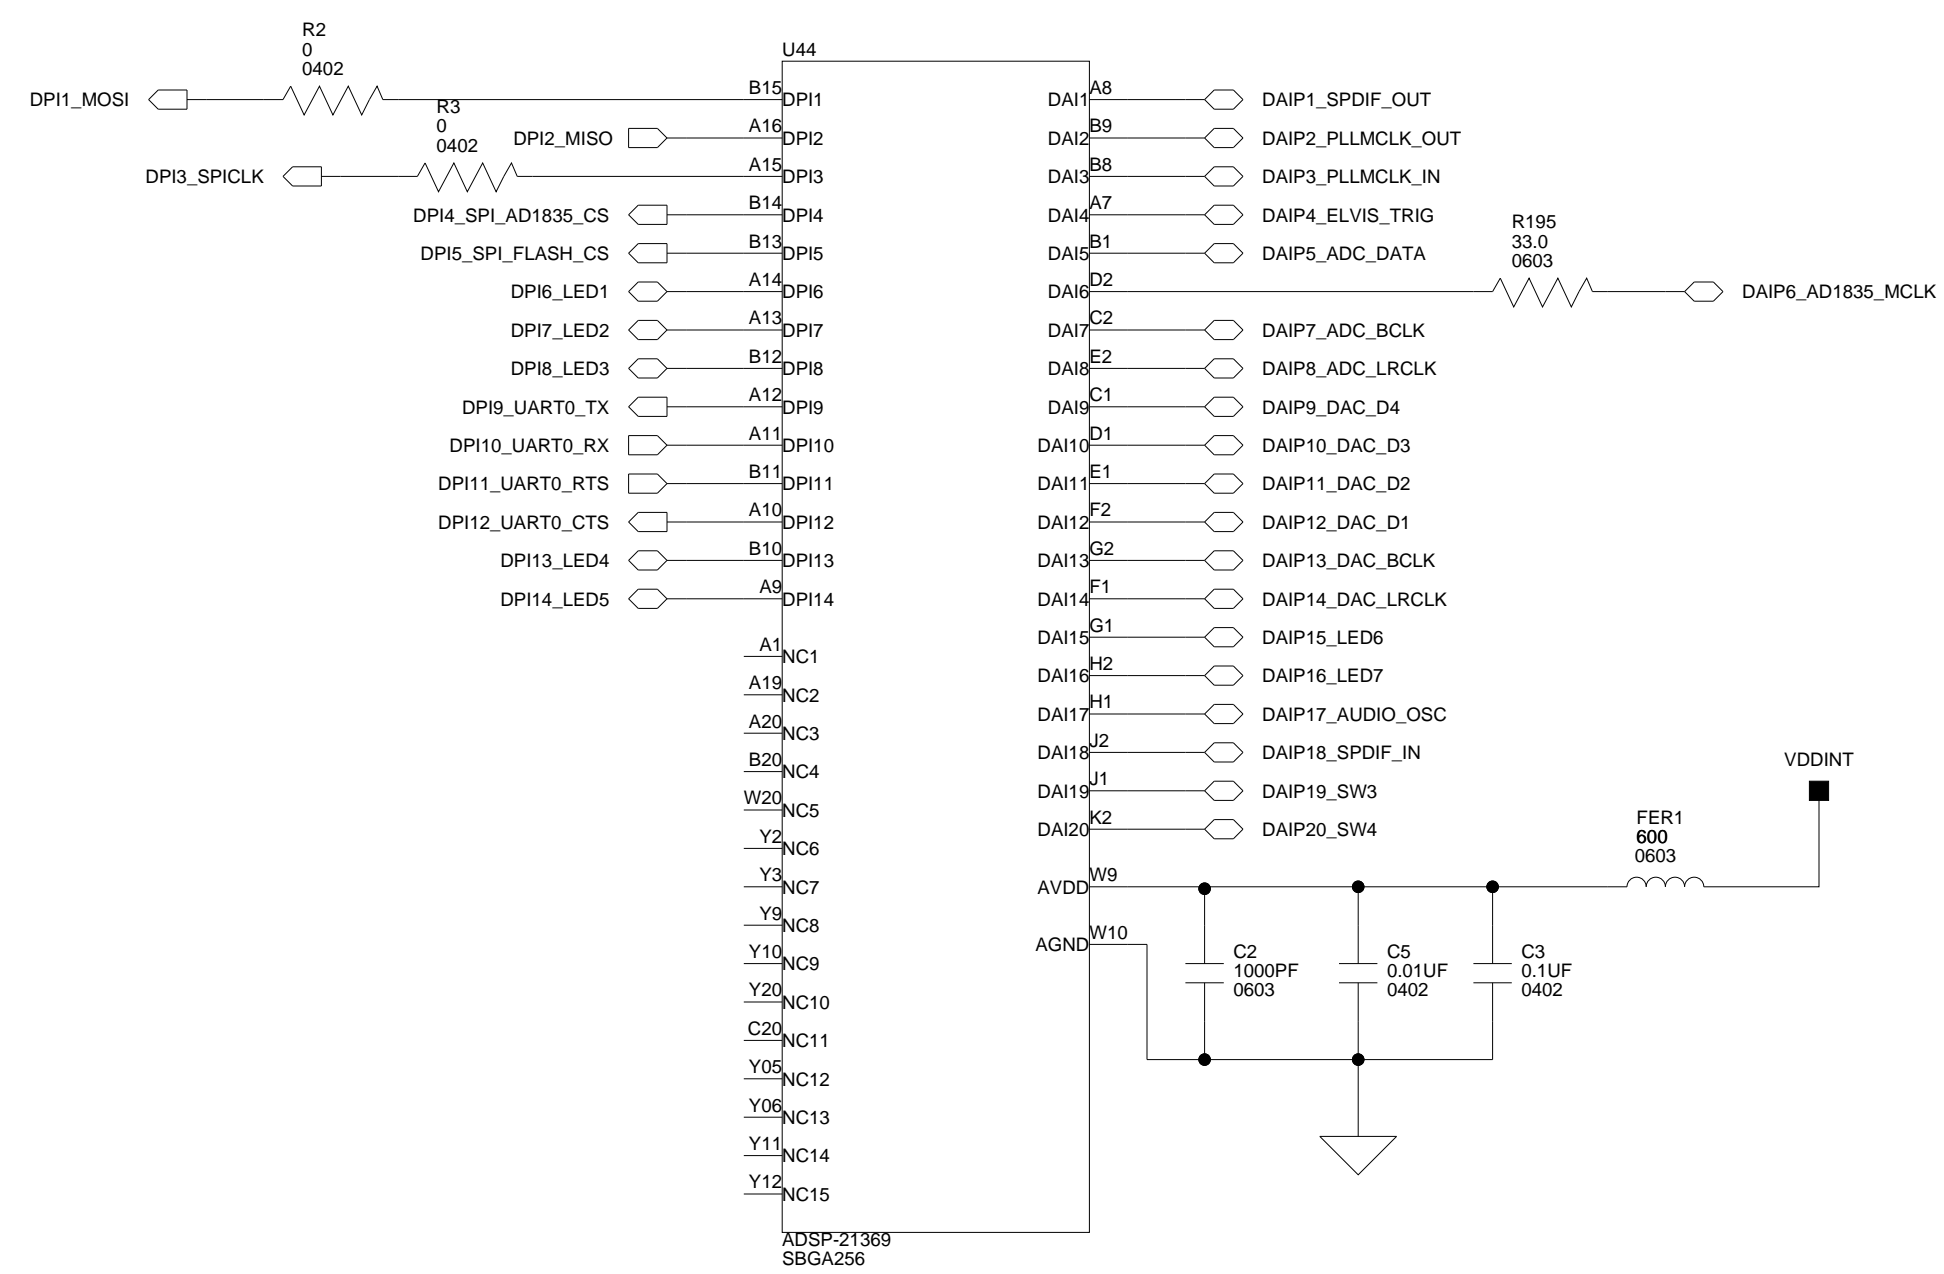 R2
0
0402
U44
DPI1_MOSI
B15
DPI1
DAI1
A8
DAIP1_SPDIF_OUT
R3
0
0402
DPI2_MISO
A16
DPI2
DAI2
B9
DAIP2_PLLMCLK_OUT
DPI3_SPICLK
A15
DPI3
DAI3
B8
DAIP3_PLLMCLK_IN
DPI4_SPI_AD1835_CS
B14
DPI4
DAI4
A7
DAIP4_ELVIS_TRIG
R195
33.0
0603
DPI5_SPI_FLASH_CS
B13
DPI5
DAI5
B1
DAIP5_ADC_DATA
DPI6_LED1
A14
DPI6
DAI6
D2
DAIP6_AD1835_MCLK
DPI7_LED2
A13
DPI7
DAI7
C2
DAIP7_ADC_BCLK
DPI8_LED3
B12
DPI8
DAI8
E2
DAIP8_ADC_LRCLK
DPI9_UART0_TX
A12
DPI9
DAI9
C1
DAIP9_DAC_D4
DPI10_UART0_RX
A11
DPI10
DAI10
D1
DAIP10_DAC_D3
DPI11_UART0_RTS
B11
DPI11
DAI11
E1
DAIP11_DAC_D2
DPI12_UART0_CTS
A10
DPI12
DAI12
F2
DAIP12_DAC_D1
DPI13_LED4
B10
DPI13
DAI13
G2
DAIP13_DAC_BCLK
DPI14_LED5
A9
DPI14
DAI14
F1
DAIP14_DAC_LRCLK
DAI15
G1
DAIP15_LED6
A1
NC1
DAI16
H2
DAIP16_LED7
A19
NC2
DAI17
H1
DAIP17_AUDIO_OSC
A20
NC3
DAI18
J2
DAIP18_SPDIF_IN
B20
NC4
DAI19
J1
DAIP19_SW3
VDDINT
W20
NC5
DAI20
K2
DAIP20_SW4
FER1
600
0603
Y2
NC6
Y3
NC7
AVDD
W9
Y9
NC8
AGND
W10
Y10
NC9
C2
1000PF
0603
C5
0.01UF
0402
C3
0.1UF
0402
Y20
NC10
C20
NC11
Y05
NC12
Y06
NC13
Y11
NC14
Y12
NC15
ADSP-21369
SBGA256